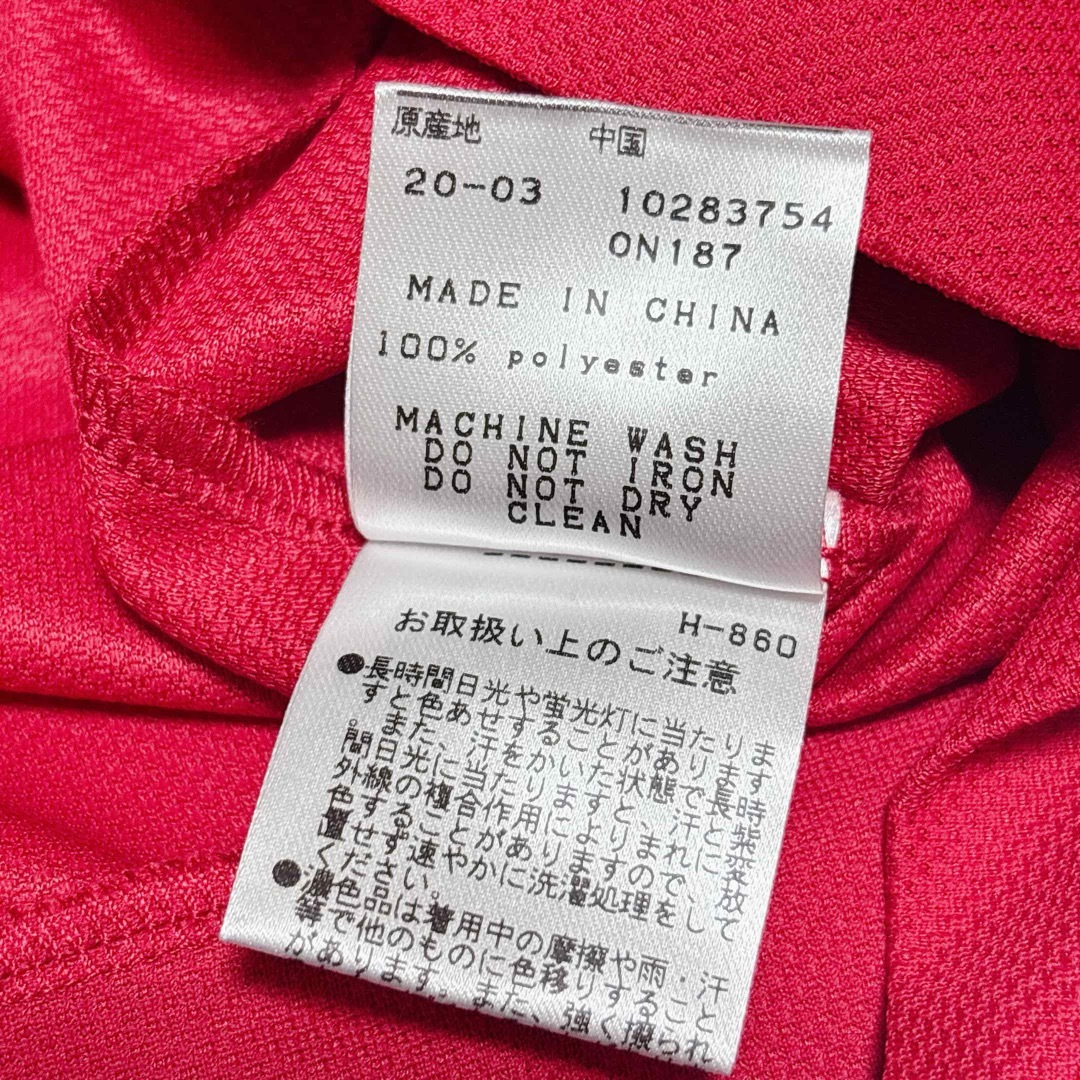 原産地 中国
20-03 10283754
ON187
MADE IN CHINA
100% polyester
MACHINE WASH
DO NOT IRON
DO NOT DRY
CLEAN
H-860
お取扱い上のご注意
●長時間日光や蛍光灯に当たりま
すと色あせすることがあります
。また、汗をかいた状態で長時
間日光に当たりますと、汗と紫
外線の複合作用によりまれに変
色することがありますので、放
置せず速やかに洗濯処理をして
ください。
●濃色品は着用中の摩擦や雨・汗
等で他のものに色移りすること
があります。また、強く擦られ